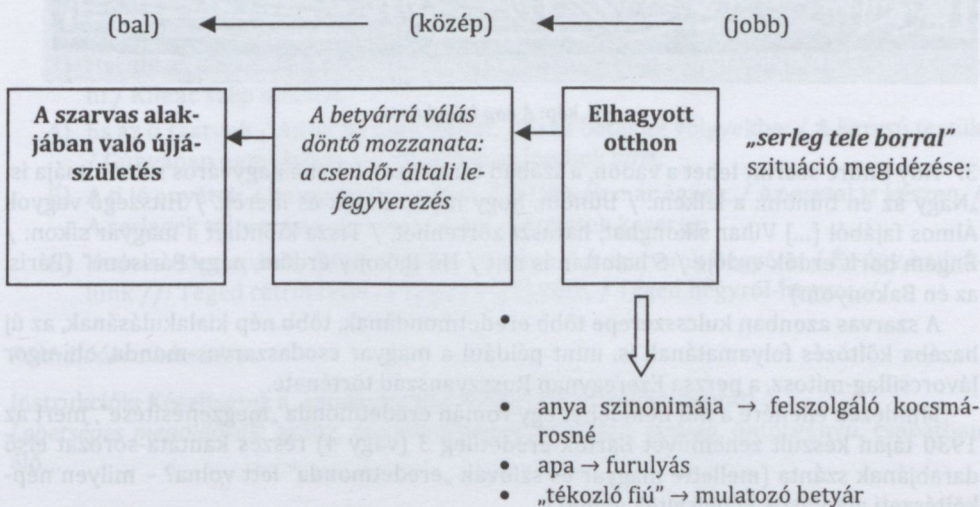 (bal) (közép) (jobb)
A szarvas alak-
jában való újjá-
születés
A betyárrá válás
döntő mozzanata:
a csendőr általi le-
fegyverezés
Elhagyott
otthon
„serleg tele borral"
szituáció megidézése:
anya szinonimája → felszolgáló kocsmá-
rosné
apa → furulyás
„tékozló fiú" → mulatozó betyár